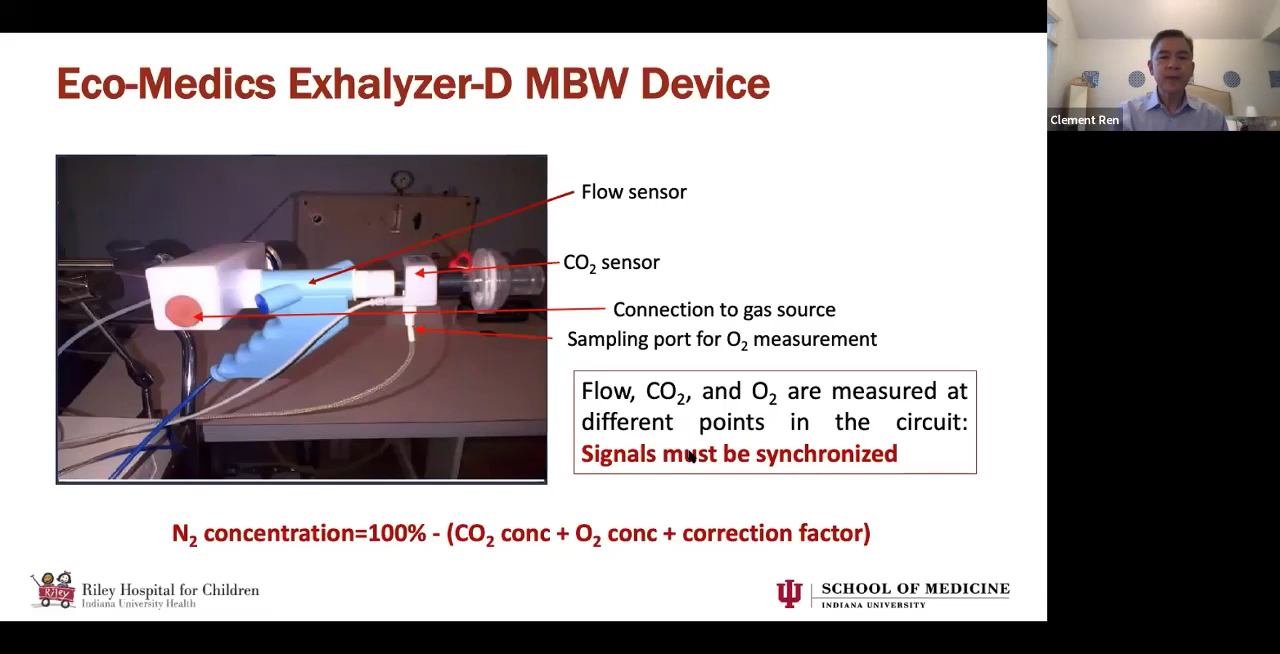 Eco-Medics Exhalyzer-D MBW Device
Clement Ren
Flow sensor
CO₂ sensor
Connection to gas source
Sampling port for O₂ measurement
Flow, CO₂, and O₂ are measured at
different points in the circuit:
Signals must be synchronized
N₂ concentration=100% - (CO₂ conc + O₂ conc + correction factor)
Riley
Riley Hospital for Children
Indiana University Health
SCHOOL OF MEDICINE
INDIANA UNIVERSITY